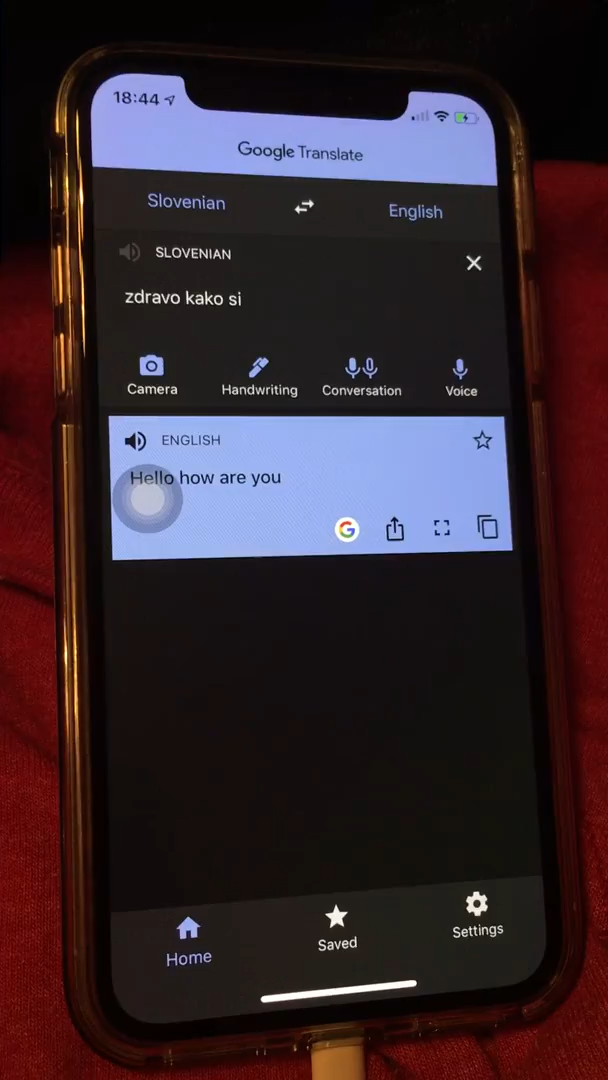 18:44
Google Translate
Slovenian
English
SLOVENIAN
zdravo kako si
Camera
Handwriting
Conversation
Voice
ENGLISH
Hello how are you
G
Home
Saved
Settings